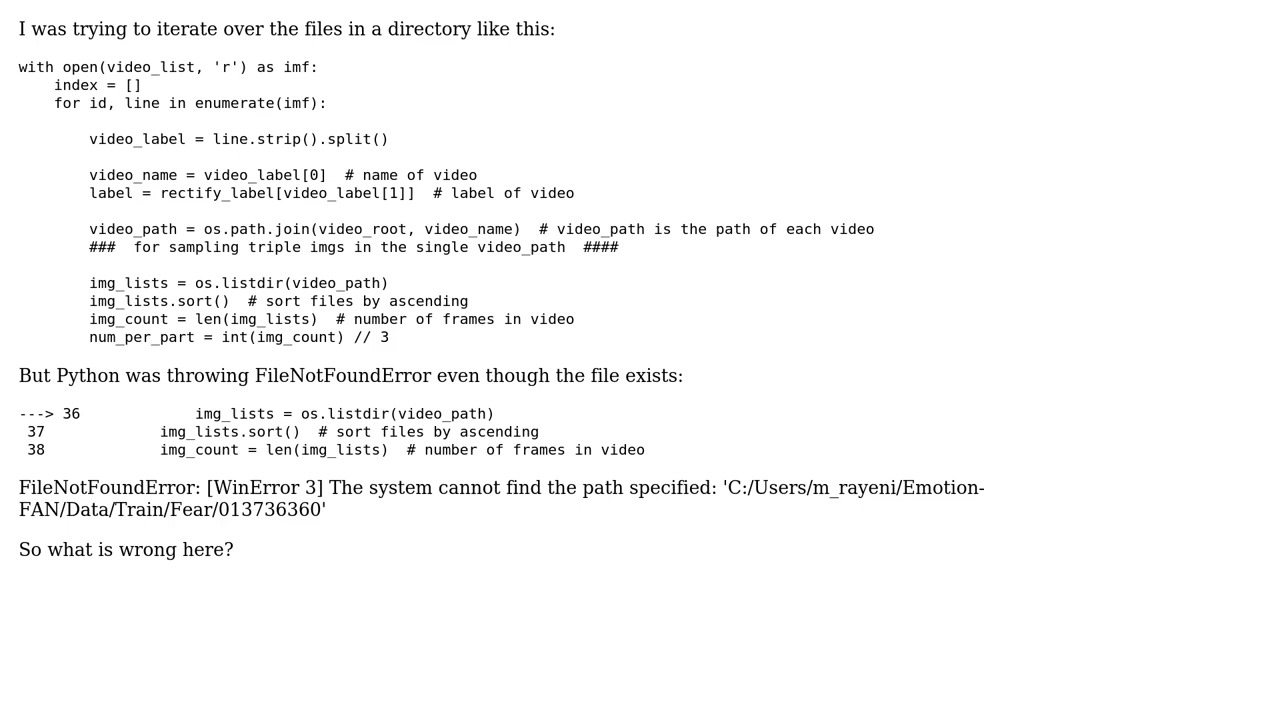 I was trying to iterate over the files in a directory like this:
with open(video_list, 'r') as imf:
    index = []
    for id, line in enumerate(imf):
        video_label = line.strip().split()
        video_name = video_label[0]  # name of video
        label = rectify_label[video_label[1]]  # label of video
        video_path = os.path.join(video_root, video_name)  # video_path is the path of each video
        ###  for sampling triple imgs in the single video_path  ####
        img_lists = os.listdir(video_path)
        img_lists.sort()  # sort files by ascending
        img_count = len(img_lists)  # number of frames in video
        num_per_part = int(img_count) // 3
But Python was throwing FileNotFoundError even though the file exists:
---> 36             img_lists = os.listdir(video_path)
 37             img_lists.sort()  # sort files by ascending
 38             img_count = len(img_lists)  # number of frames in video
FileNotFoundError: [WinError 3] The system cannot find the path specified: 'C:/Users/m_rayeni/Emotion-
FAN/Data/Train/Fear/013736360'
So what is wrong here?